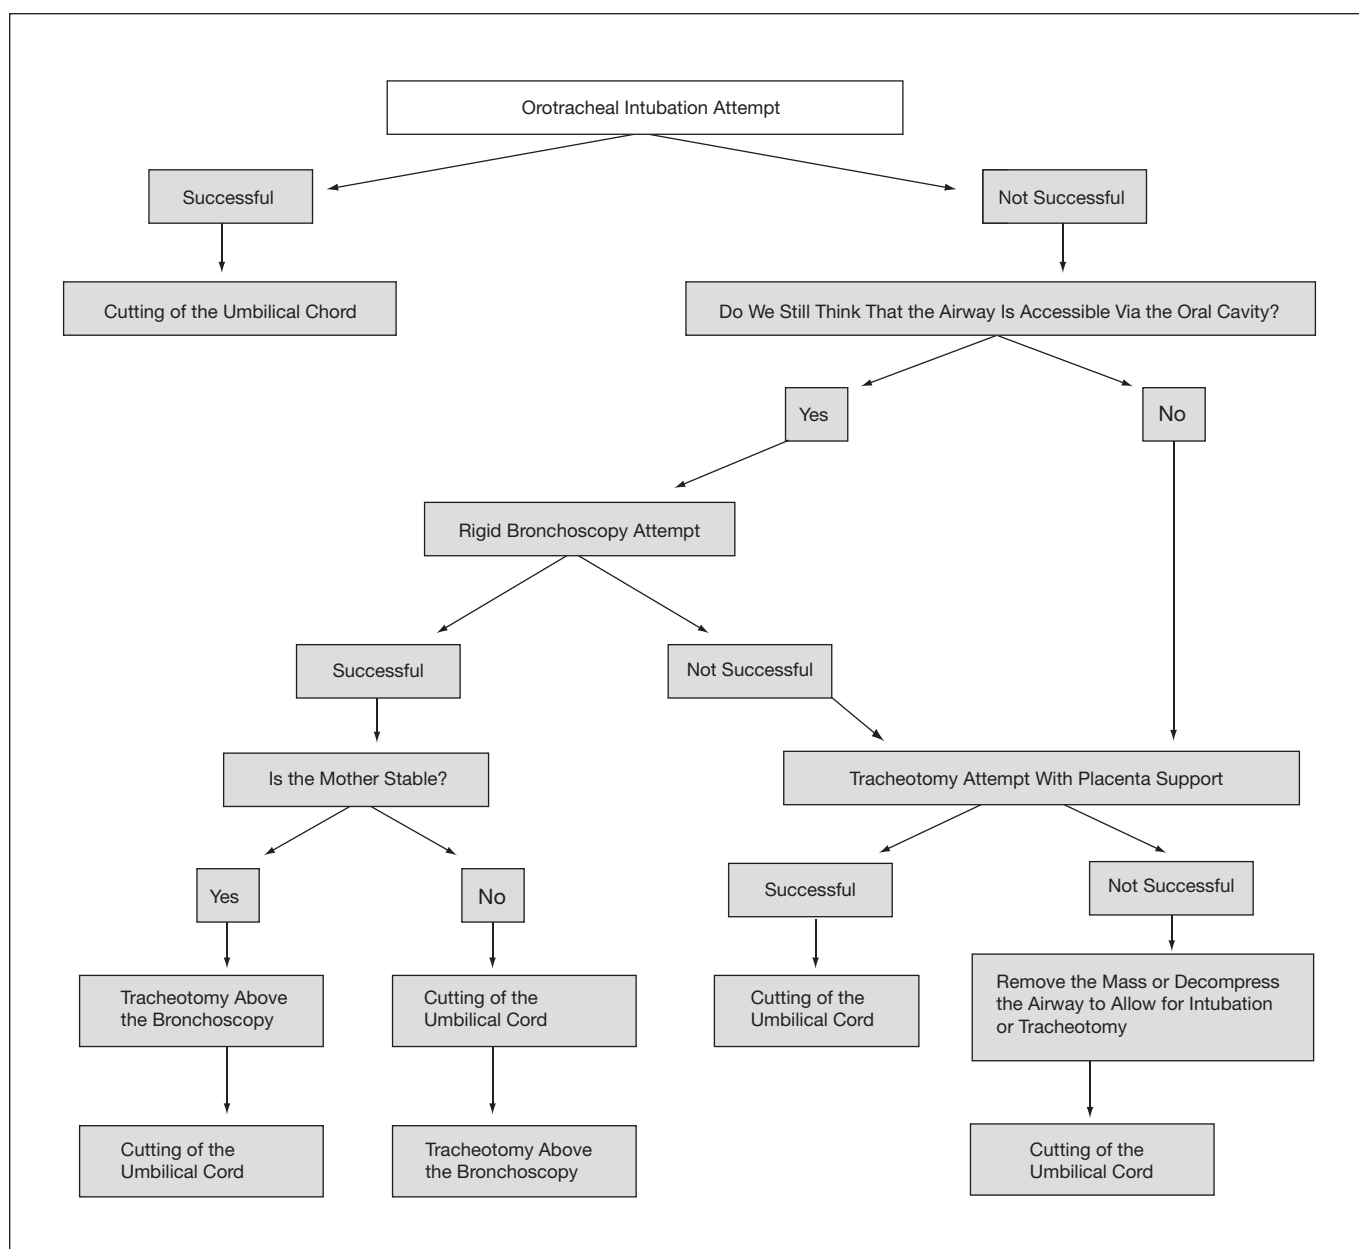 Orotracheal Intubation Attempt
Successful
Not Successful
Cutting of the Umbilical Chord
Do We Still Think That the Airway Is Accessible Via the Oral Cavity?
Yes
No
Rigid Bronchoscopy Attempt
Successful
Not Successful
Is the Mother Stable?
Tracheotomy Attempt With Placenta Support
Yes
No
Successful
Not Successful
Tracheotomy Above
the Bronchoscopy
Cutting of the
Umbilical Cord
Cutting of the
Umbilical Cord
Remove the Mass or Decompress
the Airway to Allow for Intubation
or Tracheotomy
Cutting of the
Umbilical Cord
Tracheotomy Above
the Bronchoscopy
Cutting of the
Umbilical Cord